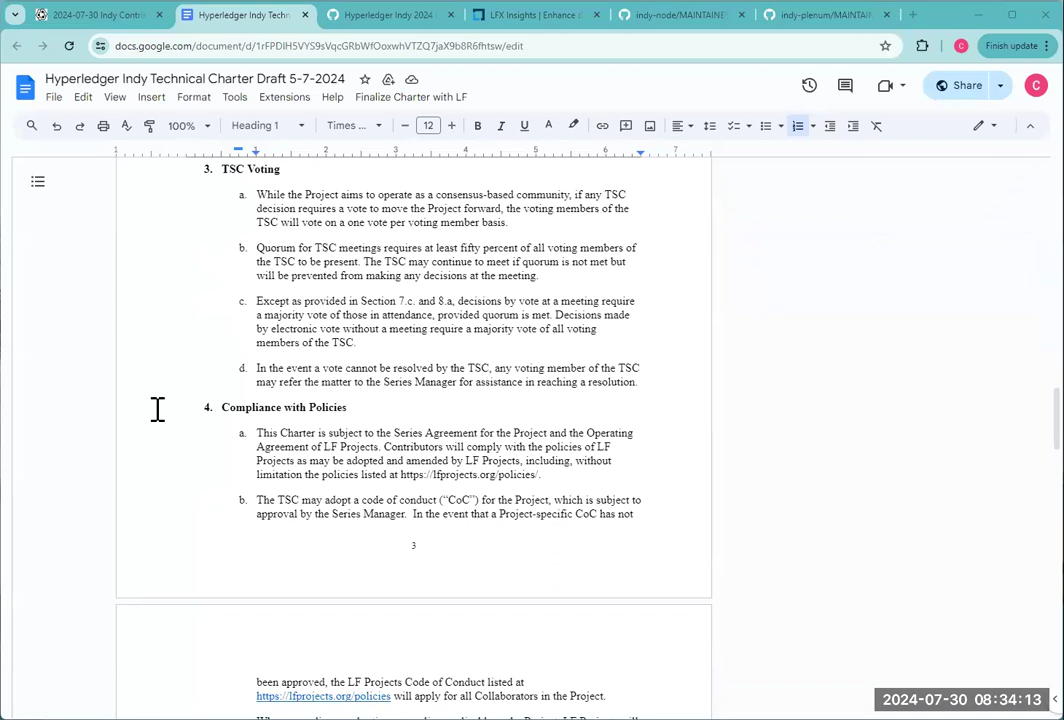 2024-07-30 Indy Contrib
Hyperledger Indy Techn
Hyperledger Indy 2024
LFX Insights | Enhance
indy-node/MAINTAINE
indy-plenum/MAINTAIN
docs.google.com/document/d/1rFPDIH5VYS9sVqcGRbWfOoxwhVTZQ7jaX9b8R6fhtsw/edit
C
Finish update
Hyperledger Indy Technical Charter Draft 5-7-2024
File Edit View Insert Format Tools Extensions Help Finalize Charter with LF
Share
C
100% Heading 1 Times ... 12 B I U A
1 1 2 3 4 5 6 7
3. TSC Voting
a. While the Project aims to operate as a consensus-based community, if any TSC
decision requires a vote to move the Project forward, the voting members of the
TSC will vote on a one vote per voting member basis.
b. Quorum for TSC meetings requires at least fifty percent of all voting members of
the TSC to be present. The TSC may continue to meet if quorum is not met but
will be prevented from making any decisions at the meeting.
c. Except as provided in Section 7.c. and 8.a, decisions by vote at a meeting require
a majority vote of those in attendance, provided quorum is met. Decisions made
by electronic vote without a meeting require a majority vote of all voting
members of the TSC.
d. In the event a vote cannot be resolved by the TSC, any voting member of the TSC
may refer the matter to the Series Manager for assistance in reaching a resolution.
4. Compliance with Policies
a. This Charter is subject to the Series Agreement for the Project and the Operating
Agreement of LF Projects. Contributors will comply with the policies of LF
Projects as may be adopted and amended by LF Projects, including, without
limitation the policies listed at https://lfprojects.org/policies/.
b. The TSC may adopt a code of conduct (“CoC”) for the Project, which is subject to
approval by the Series Manager. In the event that a Project-specific CoC has not
3
been approved, the LF Projects Code of Conduct listed at
https://lfprojects.org/policies will apply for all Collaborators in the Project.
2024-07-30 08:34:13